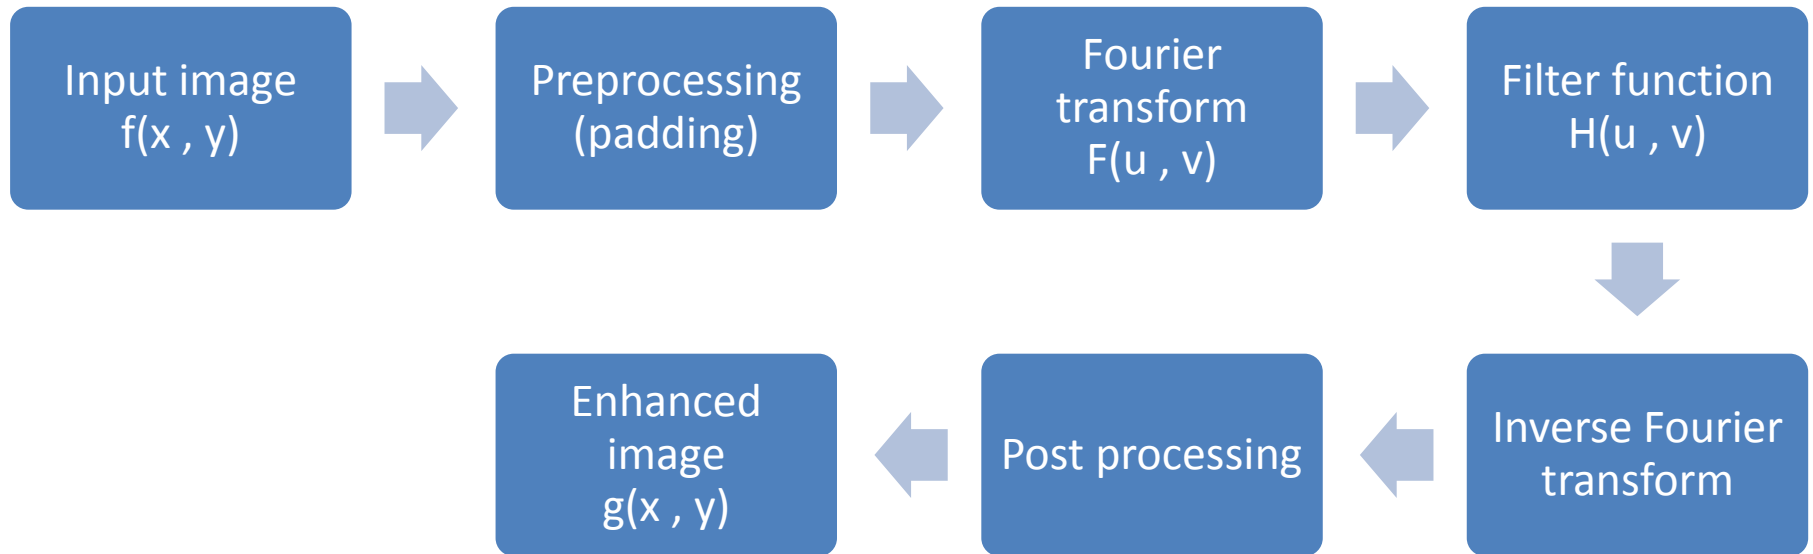 Input image
f(x , y)
Preprocessing
(padding)
Fourier
transform
F(u , v)
Filter function
H(u , v)
Inverse Fourier
transform
Post processing
Enhanced
image
g(x , y)